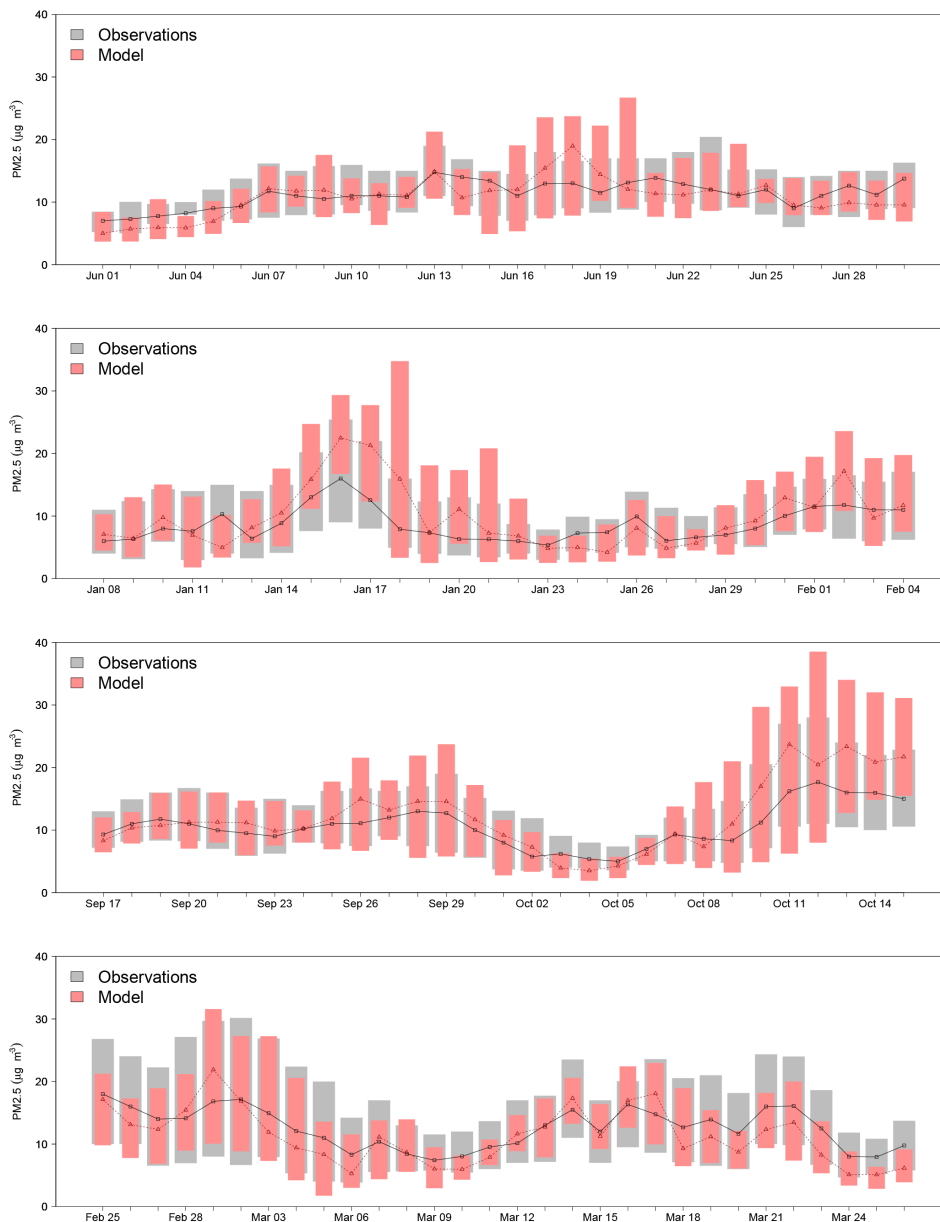 40
Observations
Model
30
20
10
0
PM2.5 (µg m³)
Jun 01 Jun 04 Jun 07 Jun 10 Jun 13 Jun 16 Jun 19 Jun 22 Jun 25 Jun 28
40
Observations
Model
30
20
10
0
PM2.5 (µg m³)
Jan 08 Jan 11 Jan 14 Jan 17 Jan 20 Jan 23 Jan 26 Jan 29 Feb 01 Feb 04
40
Observations
Model
30
20
10
0
PM2.5 (µg m³)
Sep 17 Sep 20 Sep 23 Sep 26 Sep 29 Oct 02 Oct 05 Oct 08 Oct 11 Oct 14
40
Observations
Model
30
20
10
0
PM2.5 (µg m³)
Feb 25 Feb 28 Mar 03 Mar 06 Mar 09 Mar 12 Mar 15 Mar 18 Mar 21 Mar 24